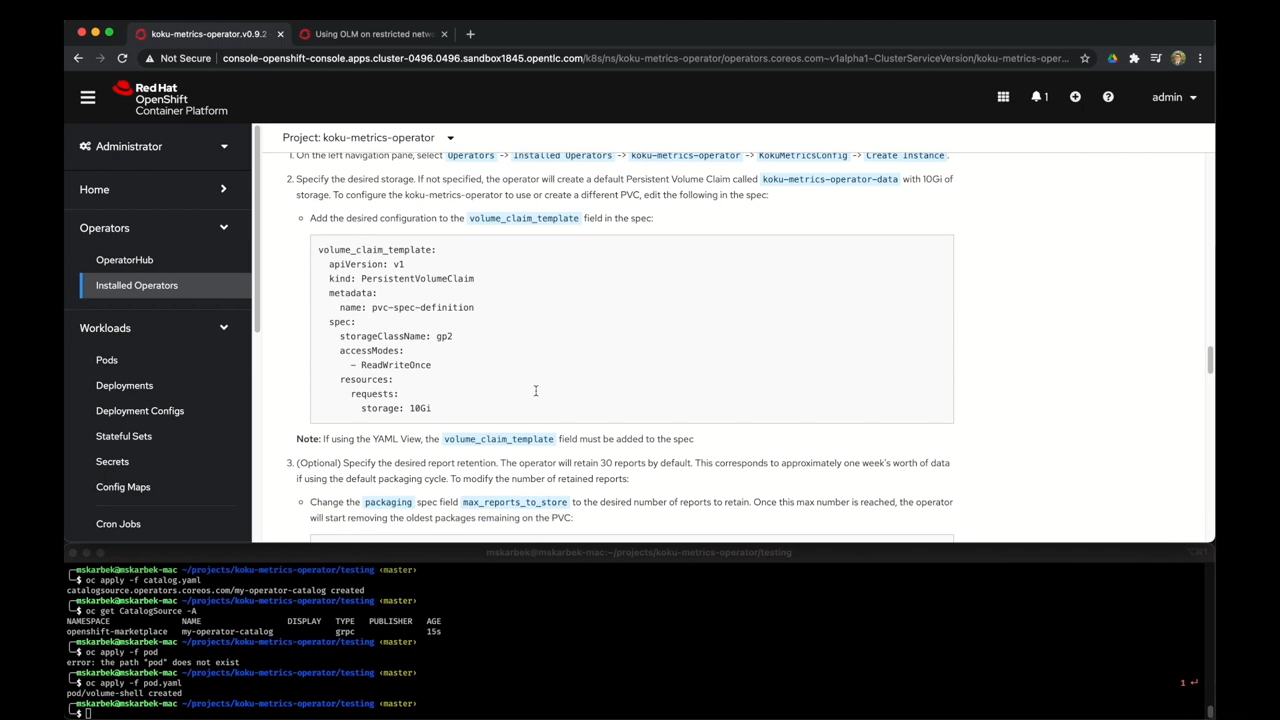 koku-metrics-operator.v0.9.2
Using OLM on restricted netw
Not Secure
console-openshift-console.apps.cluster-0496.0496.sandbox1845.opentlc.com/k8s/ns/koku-metrics-operator/operators.coreos.com~v1alpha1~ClusterServiceVersion/koku-metrics-oper...
Red Hat
OpenShift
Container Platform
1
admin
Administrator
Home
Operators
OperatorHub
Installed Operators
Workloads
Pods
Deployments
Deployment Configs
Stateful Sets
Secrets
Config Maps
Cron Jobs
Project: koku-metrics-operator
1. On the left navigation pane, select Operators -> Installed Operators -> koku-metrics-operator -> KokuMetricsConfig -> Create Instance.
2. Specify the desired storage. If not specified, the operator will create a default Persistent Volume Claim called koku-metrics-operator-data with 10Gi of
storage. To configure the koku-metrics-operator to use or create a different PVC, edit the following in the spec:
Add the desired configuration to the volume_claim_template field in the spec:
volume_claim_template:
apiVersion: v1
kind: PersistentVolumeClaim
metadata:
name: pvc-spec-definition
spec:
storageClassName: gp2
accessModes:
- ReadWriteOnce
resources:
requests:
storage: 10Gi
Note: If using the YAML View, the volume_claim_template field must be added to the spec
3. (Optional) Specify the desired report retention. The operator will retain 30 reports by default. This corresponds to approximately one week's worth of data
if using the default packaging cycle. To modify the number of retained reports:
Change the packaging spec field max_reports_to_store to the desired number of reports to retain. Once this max number is reached, the operator
will start removing the oldest packages remaining on the PVC:
mskarbek@mskarbek-mac:~/projects/koku-metrics-operator/testing
mskarbek@mskarbek-mac ~/projects/koku-metrics-operator/testing ‹master›
$ oc apply -f catalog.yaml
catalogsource.operators.coreos.com/my-operator-catalog created
mskarbek@mskarbek-mac ~/projects/koku-metrics-operator/testing ‹master›
$ oc get CatalogSource -A
NAMESPACE NAME DISPLAY TYPE PUBLISHER AGE
openshift-marketplace my-operator-catalog grpc 15s
mskarbek@mskarbek-mac ~/projects/koku-metrics-operator/testing ‹master›
$ oc apply -f pod
error: the path "pod" does not exist
mskarbek@mskarbek-mac ~/projects/koku-metrics-operator/testing ‹master›
$ oc apply -f pod.yaml 1 ↵
pod/volume-shell created
mskarbek@mskarbek-mac ~/projects/koku-metrics-operator/testing ‹master›
$